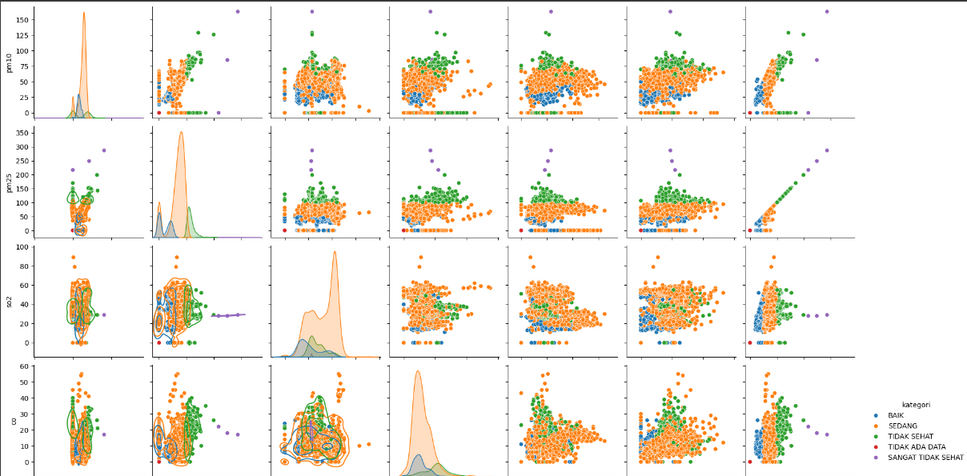 150
125
100
75
50
25
0
pm10
350
300
250
200
150
100
50
0
pm25
100
80
60
40
20
0
so2
60
50
40
30
20
10
0
co
kategori
BAIK
SEDANG
TIDAK SEHAT
TIDAK ADA DATA
SANGAT TIDAK SEHAT